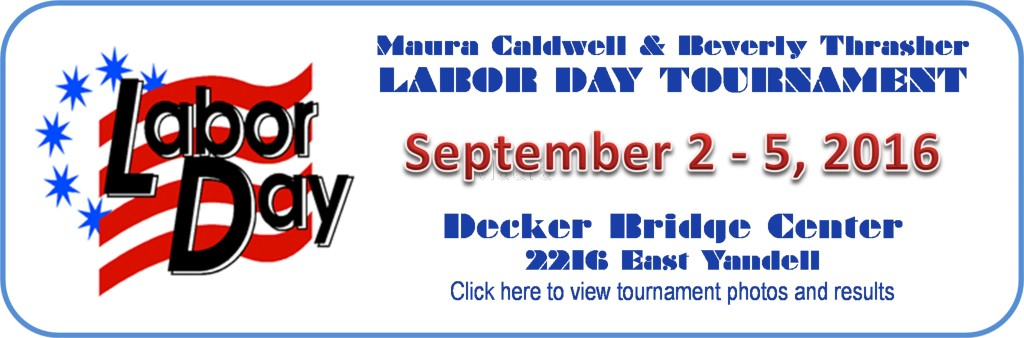 Labor
Day
Maura Caldwell & Beverly Thrasher
LABOR DAY TOURNAMENT
September 2 - 5, 2016
Decker Bridge Center
2216 East Yandell
Click here to view tournament photos and results